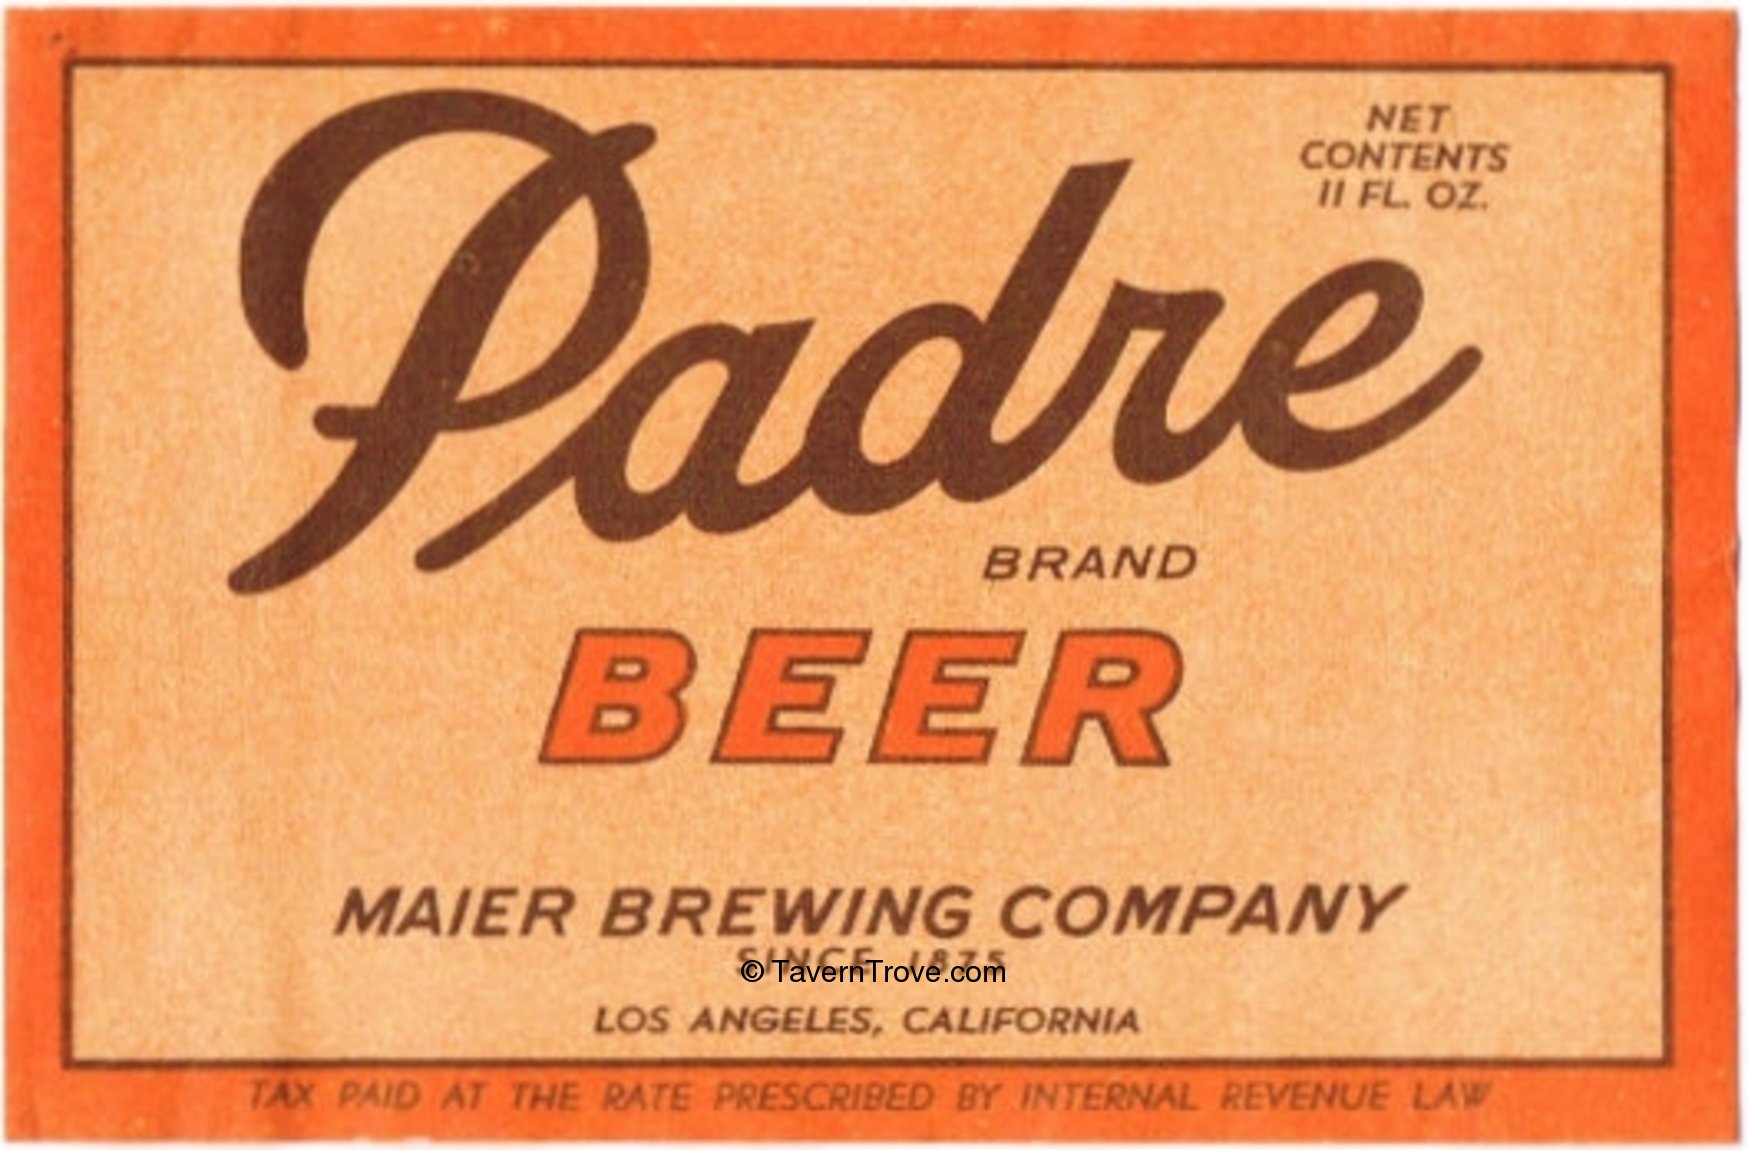 NET
CONTENTS
11 FL. OZ.
Padre
BRAND
BEER
MAIER BREWING COMPANY
SINCE 1875
© TavernTrove.com
LOS ANGELES, CALIFORNIA
TAX PAID AT THE RATE PRESCRIBED BY INTERNAL REVENUE LAW